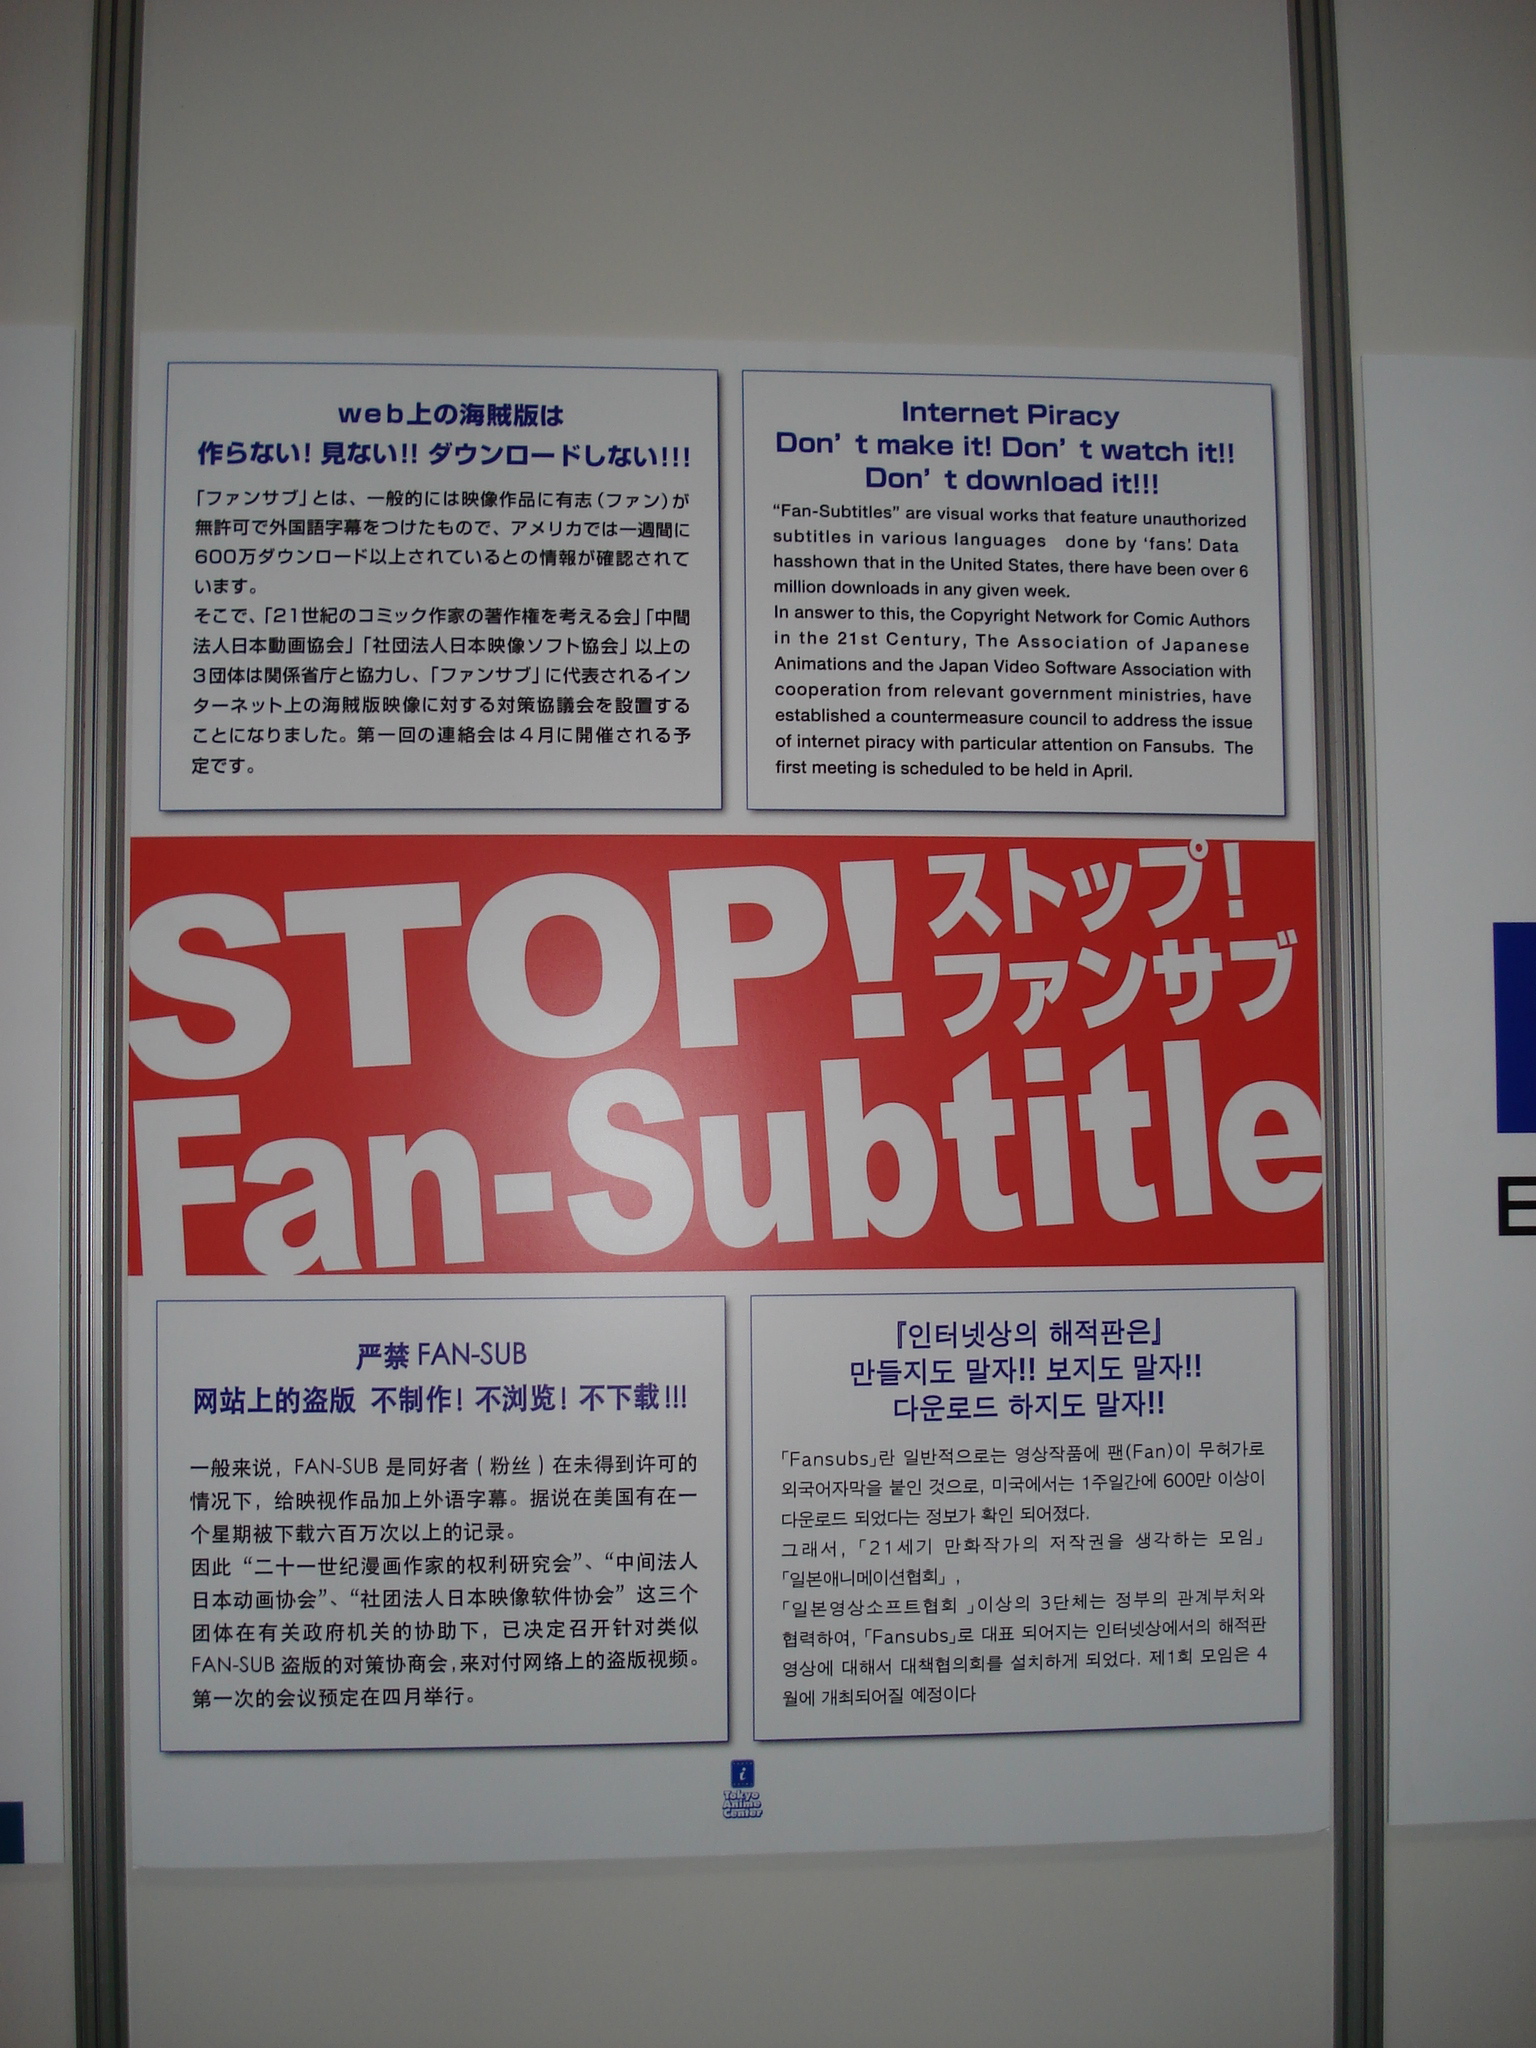 web上の海賊版は
作らない！見ない!! ダウンロードしない!!!
「ファンサブ」とは、一般的には映像作品に有志（ファン）が
無許可で外国語字幕をつけたもので、アメリカでは一週間に
600万ダウンロード以上されているとの情報が確認されて
います。
そこで、「21世紀のコミック作家の著作権を考える会」「中間
法人日本動画協会」「社団法人日本映像ソフト協会」以上の
３団体は関係省庁と協力し、「ファンサブ」に代表されるイン
ターネット上の海賊版映像に対する対策協議会を設置する
ことになりました。第一回の連絡会は４月に開催される予
定です。
Internet Piracy
Don’t make it! Don’t watch it!!
Don’t download it!!!
“Fan-Subtitles” are visual works that feature unauthorized
subtitles in various languages done by ‘fans’. Data
hasshown that in the United States, there have been over 6
million downloads in any given week.
In answer to this, the Copyright Network for Comic Authors
in the 21st Century, The Association of Japanese
Animations and the Japan Video Software Association with
cooperation from relevant government ministries, have
established a countermeasure council to address the issue
of internet piracy with particular attention on Fansubs. The
first meeting is scheduled to be held in April.
STOP!
ストップ！
ファンサブ
Fan-Subtitle
严禁 FAN-SUB
网站上的盗版 不制作！不浏览！不下载!!!
一般来说，FAN-SUB 是同好者（粉丝）在未得到许可的
情况下，给映视作品加上外语字幕。据说在美国有在一
个星期被下载六百万次以上的记录。
因此“二十一世纪漫画作家的权利研究会”、“中间法人
日本动画协会”、“社团法人日本映像软件协会”这三个
团体在有关政府机关的协助下，已决定召开针对类似
FAN-SUB 盗版的对策协商会，来对付网络上的盗版视频。
第一次的会议预定在四月举行。
『인터넷상의 해적판은』
만들지도 말자!! 보지도 말자!!
다운로드 하지도 말자!!
「Fansubs」란 일반적으로는 영상작품에 팬(Fan)이 무허가로
외국어자막을 붙인 것으로, 미국에서는 1주일간에 600만 이상이
다운로드 되었다는 정보가 확인 되어졌다.
그래서, 「21세기 만화작가의 저작권을 생각하는 모임」
「일본애니메이션협회」,
「일본영상소프트협회 」이상의 3단체는 정부의 관계부처와
협력하여, 「Fansubs」로 대표 되어지는 인터넷상에서의 해적판
영상에 대해서 대책협의회를 설치하게 되었다. 제1회 모임은 4
월에 개최되어질 예정이다
i
Tokyo
Anime
Center